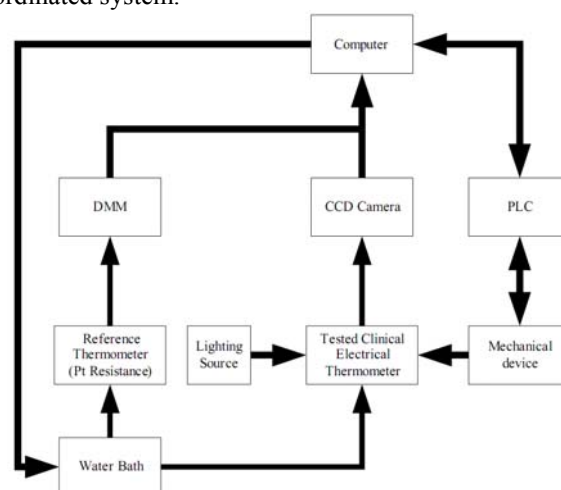 ordinated system.
Computer
DMM
CCD Camera
PLC
Reference
Thermometer
(Pt Resistance)
Lighting
Source
Tested Clinical
Electrical
Thermometer
Mechanical
device
Water Bath